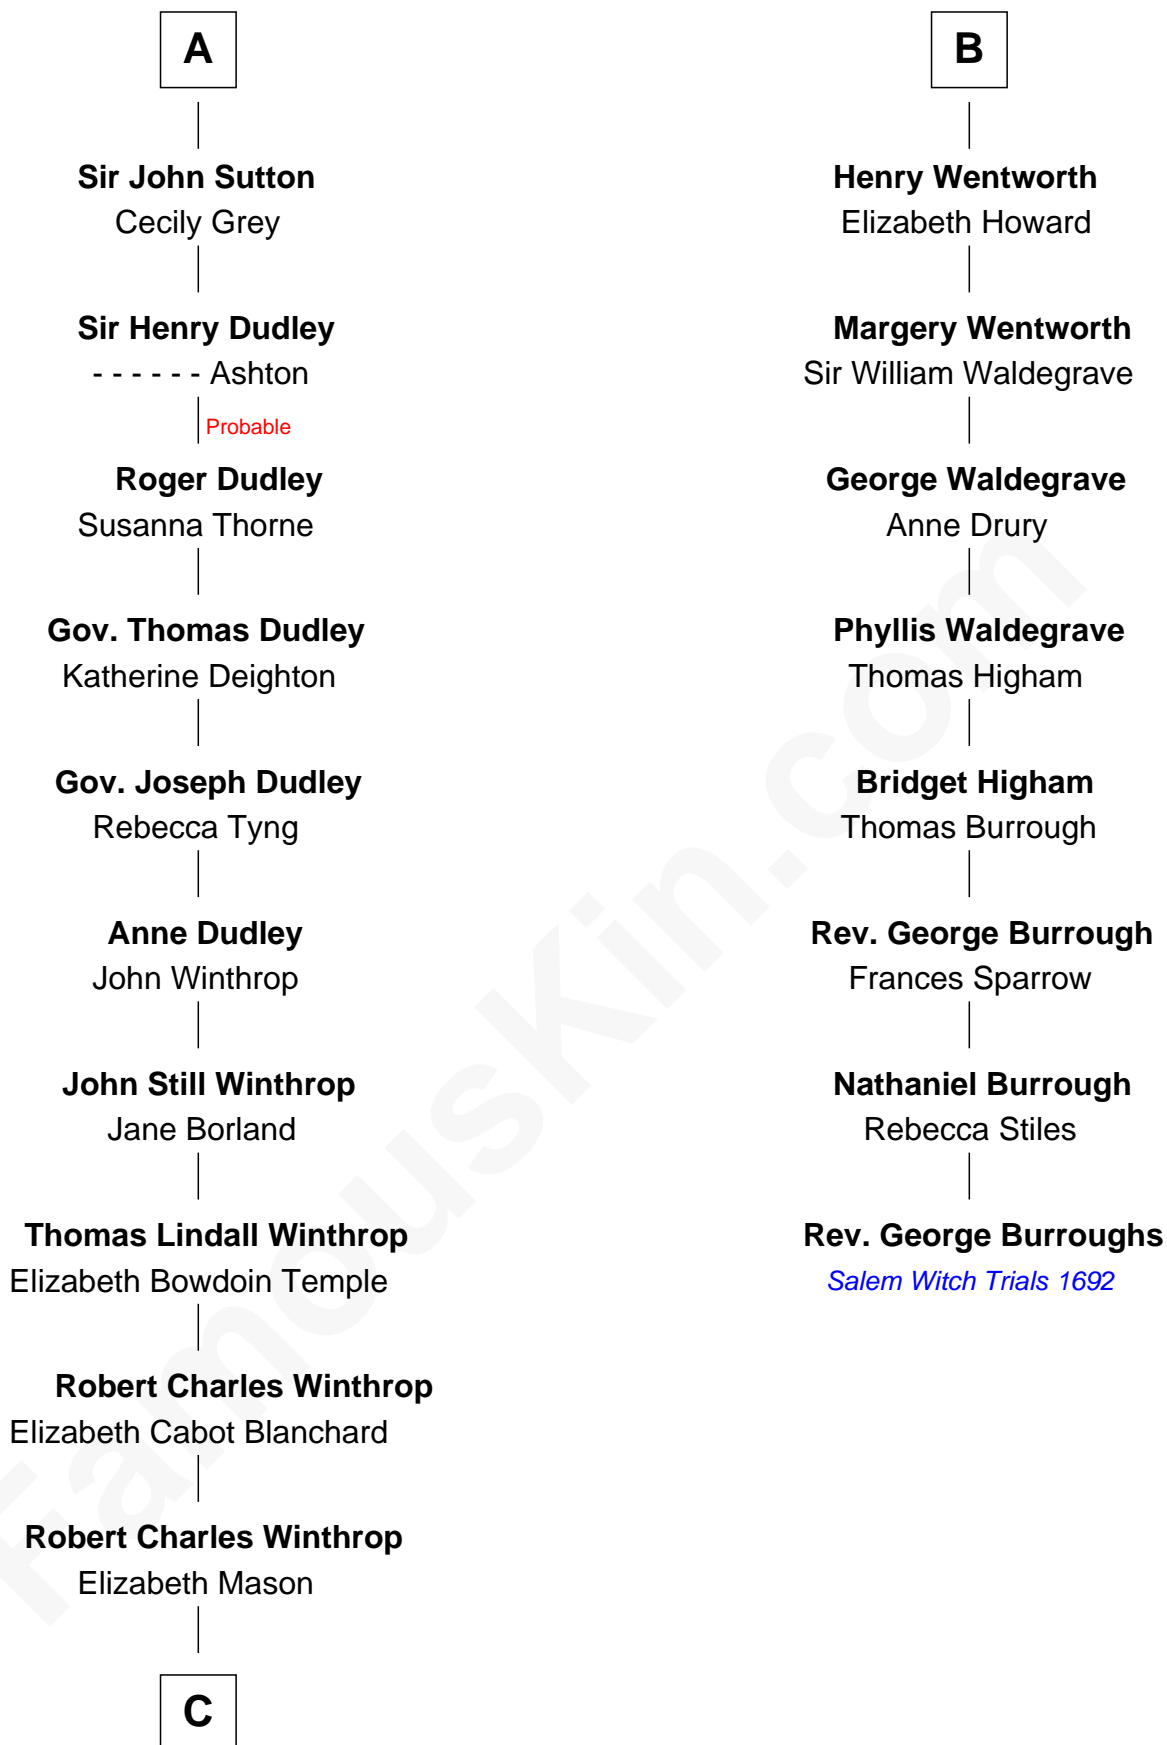 A
Sir John Sutton
Cecily Grey
Sir Henry Dudley
- - - - - - Ashton
Probable
Roger Dudley
Susanna Thorne
Gov. Thomas Dudley
Katherine Deighton
Gov. Joseph Dudley
Rebecca Tyng
Anne Dudley
John Winthrop
John Still Winthrop
Jane Borland
Thomas Lindall Winthrop
Elizabeth Bowdoin Temple
Robert Charles Winthrop
Elizabeth Cabot Blanchard
Robert Charles Winthrop
Elizabeth Mason
C
B
Henry Wentworth
Elizabeth Howard
Margery Wentworth
Sir William Waldegrave
George Waldegrave
Anne Drury
Phyllis Waldegrave
Thomas Higham
Bridget Higham
Thomas Burrough
Rev. George Burrough
Frances Sparrow
Nathaniel Burrough
Rebecca Stiles
Rev. George Burroughs
Salem Witch Trials 1692
FamousKin.com